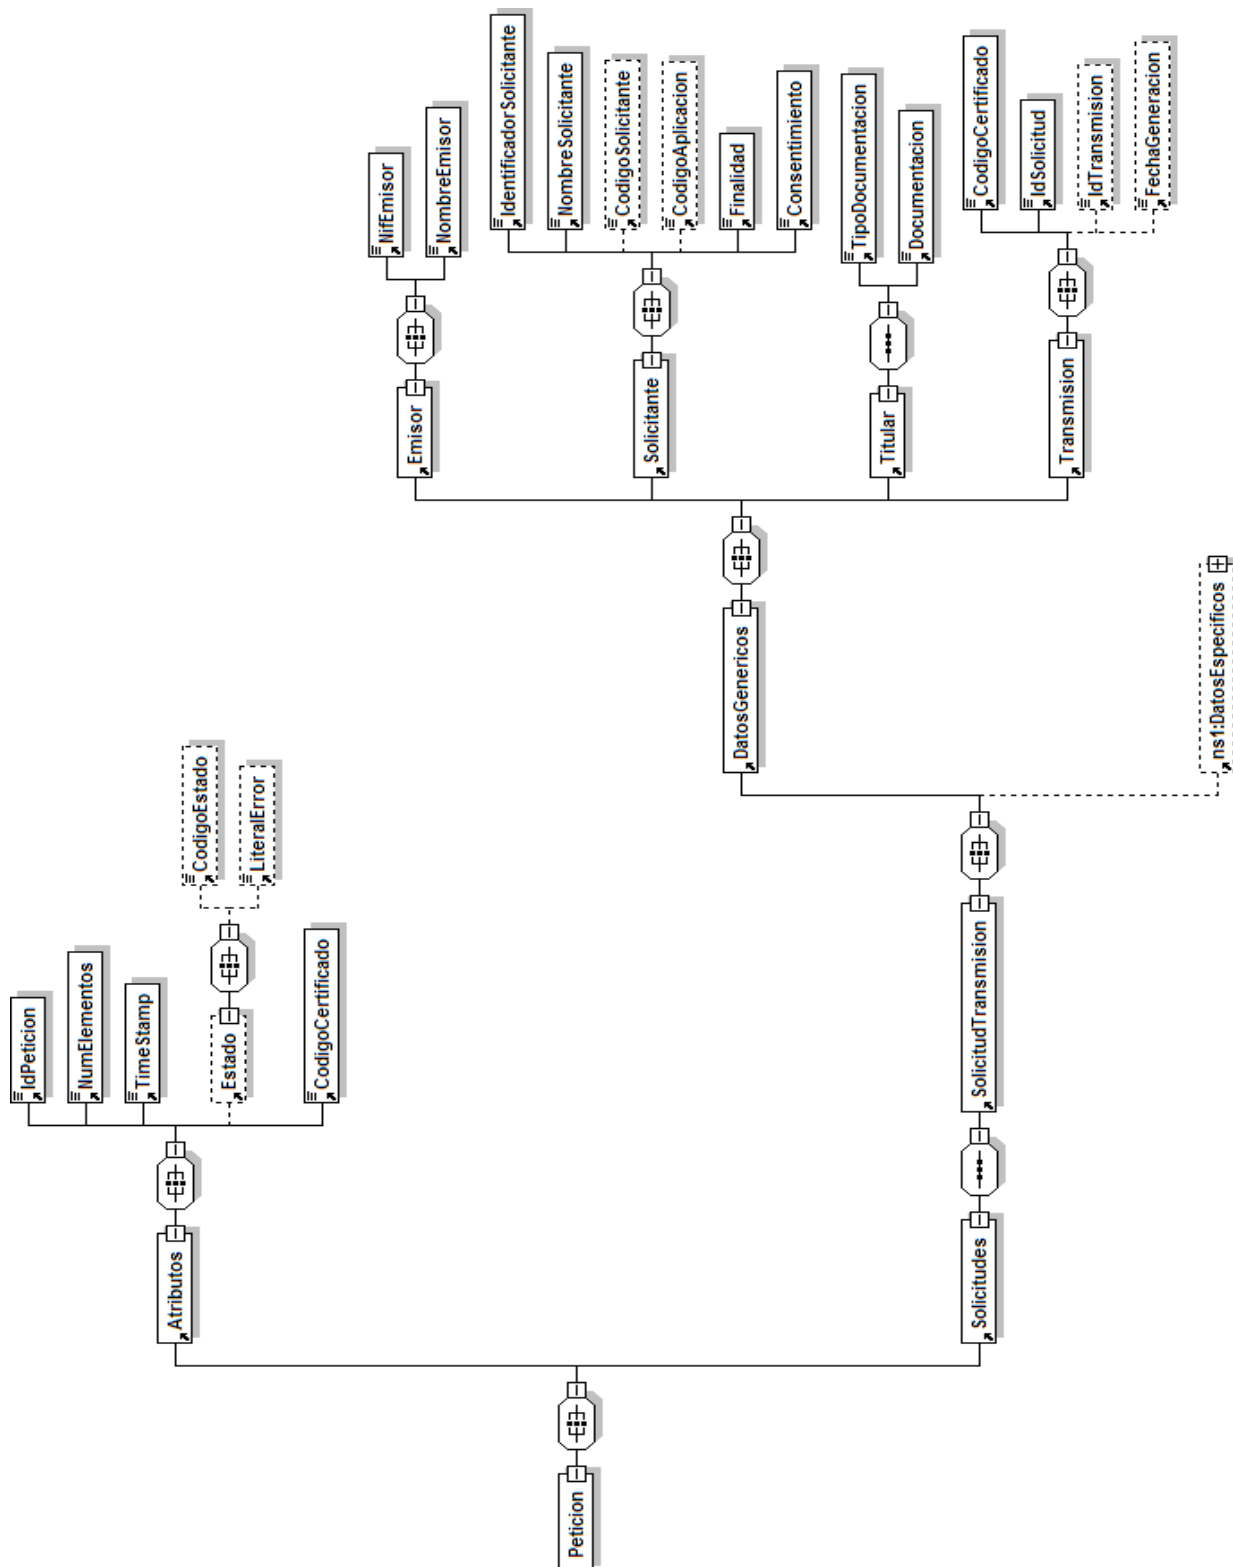 Peticion
Atributos
IdPeticion
NumElementos
TimeStamp
Estado
CodigoEstado
LiteralError
CodigoCertificado
Solicitudes
SolicitudTransmision
DatosGenericos
Emisor
NifEmisor
NombreEmisor
Solicitante
IdentificadorSolicitante
NombreSolicitante
CodigoSolicitante
CodigoAplicacion
Finalidad
Consentimiento
Titular
TipoDocumentacion
Documentacion
Transmision
CodigoCertificado
IdSolicitud
IdTransmision
FechaGeneracion
ns1:DatosEspecificos